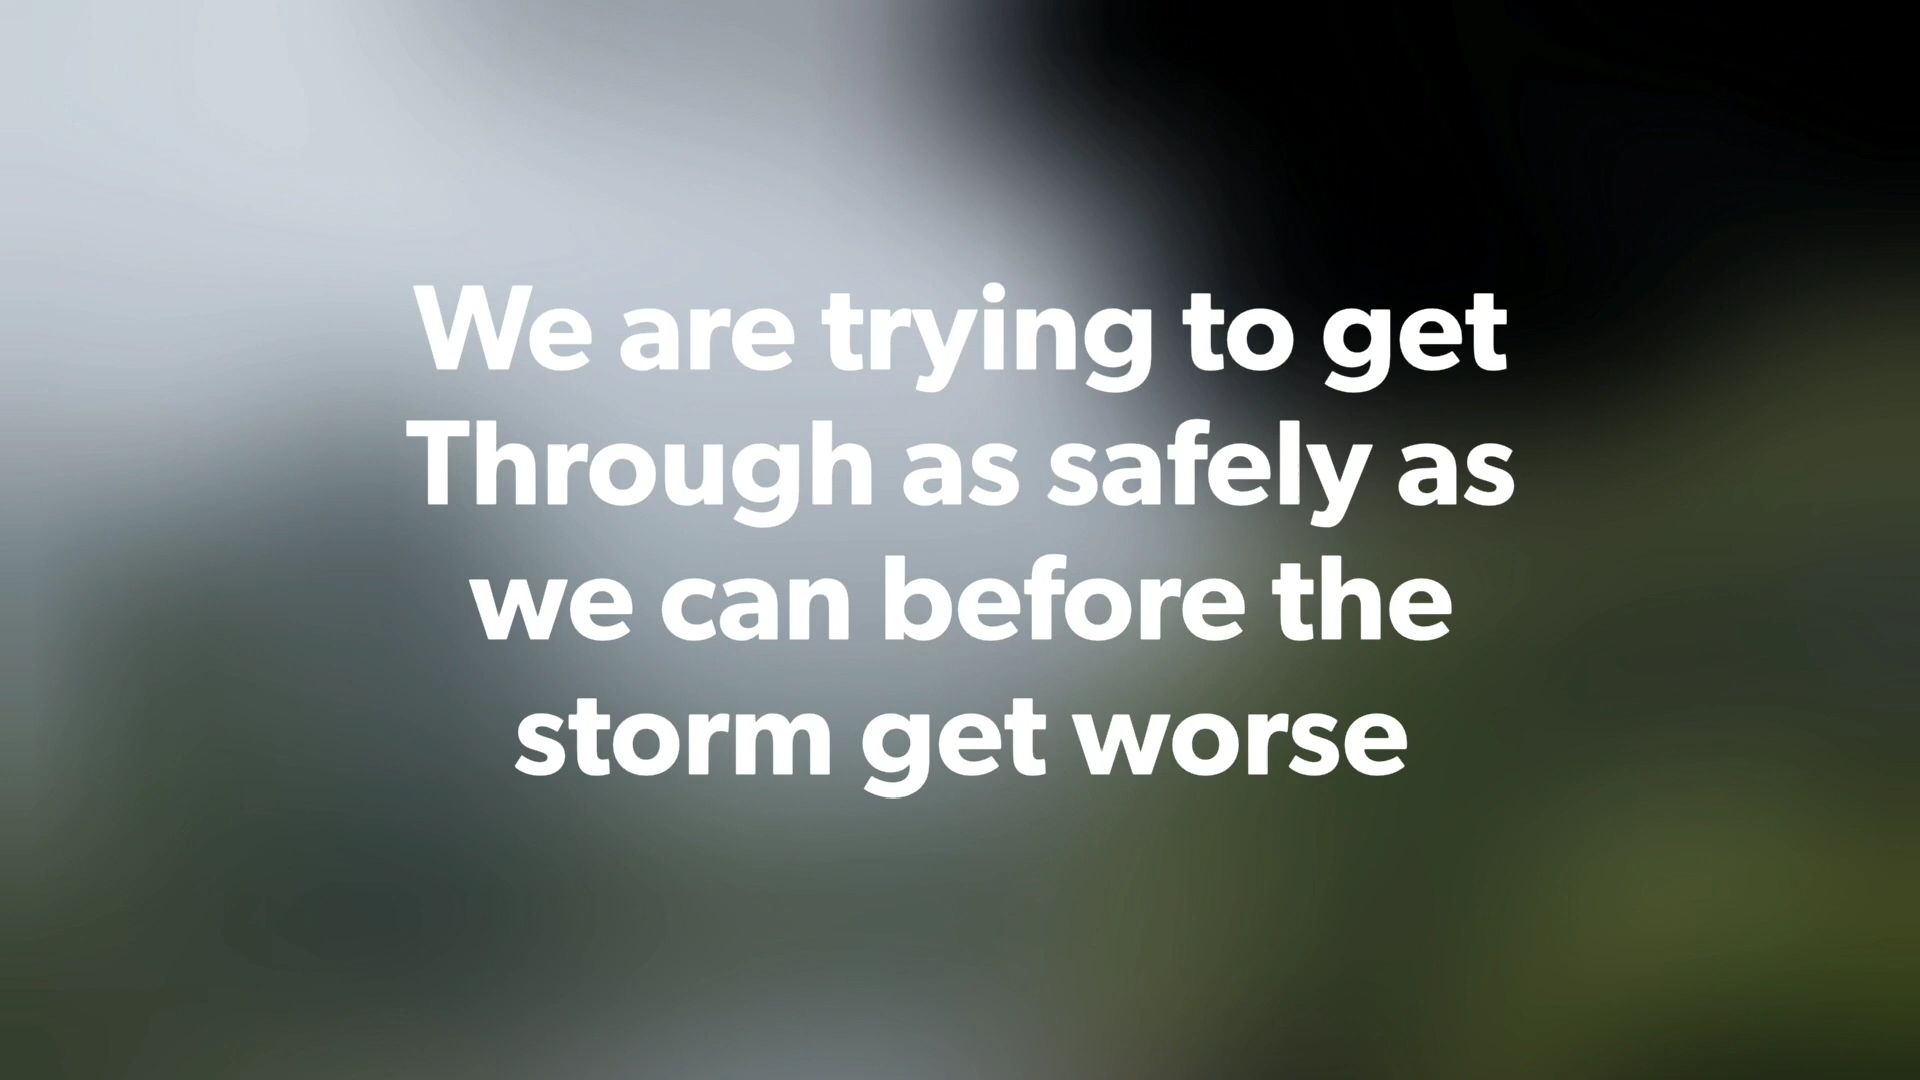 We are trying to get
Through as safely as
we can before the
storm get worse